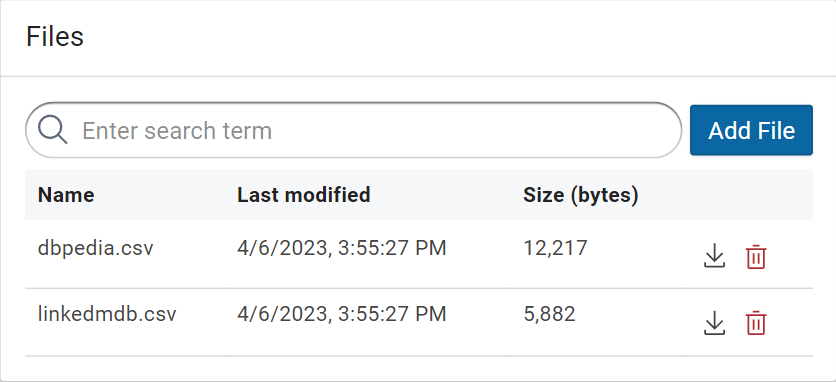 Files
Enter search term
Add File
Name Last modified Size (bytes)
dbpedia.csv 4/6/2023, 3:55:27 PM 12,217
linkedmdb.csv 4/6/2023, 3:55:27 PM 5,882